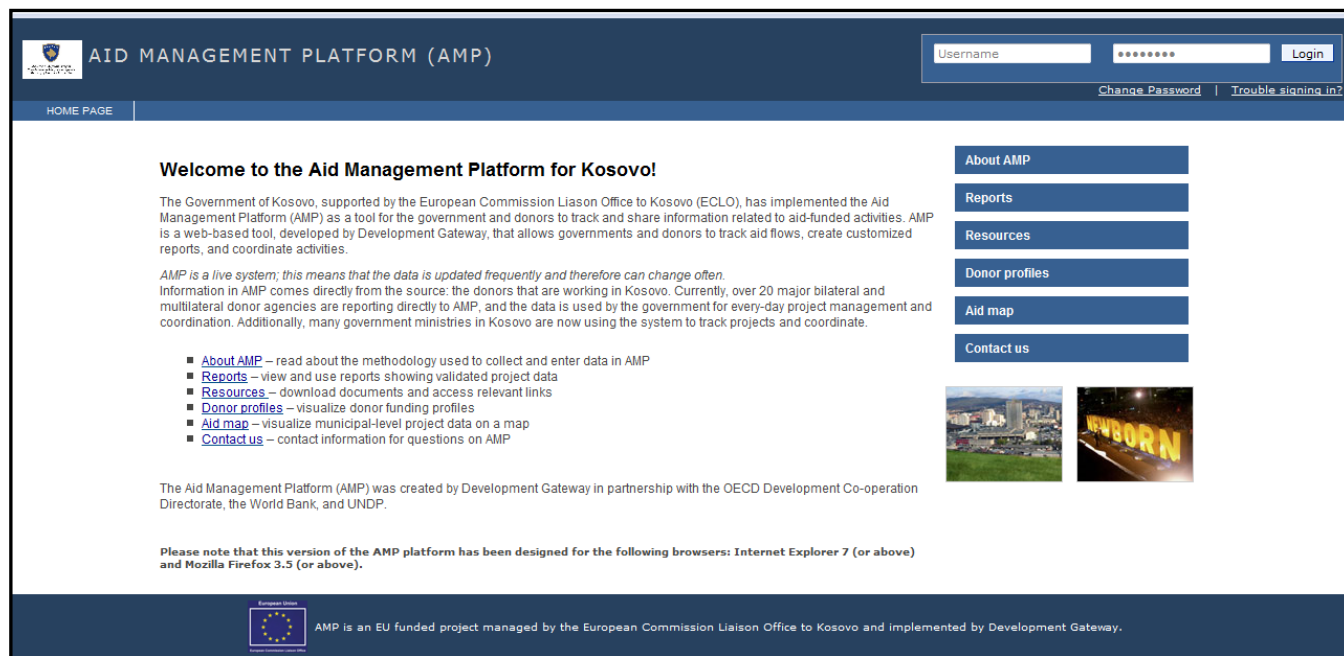 AID MANAGEMENT PLATFORM (AMP)
Username
Login
Change Password | Trouble signing in?
HOME PAGE
Welcome to the Aid Management Platform for Kosovo!
The Government of Kosovo, supported by the European Commission Liason Office to Kosovo (ECLO), has implemented the Aid
Management Platform (AMP) as a tool for the government and donors to track and share information related to aid-funded activities. AMP
is a web-based tool, developed by Development Gateway, that allows governments and donors to track aid flows, create customized
reports, and coordinate activities.
AMP is a live system; this means that the data is updated frequently and therefore can change often.
Information in AMP comes directly from the source: the donors that are working in Kosovo. Currently, over 20 major bilateral and
multilateral donor agencies are reporting directly to AMP, and the data is used by the government for every-day project management and
coordination. Additionally, many government ministries in Kosovo are now using the system to track projects and coordinate.
About AMP – read about the methodology used to collect and enter data in AMP
Reports – view and use reports showing validated project data
Resources – download documents and access relevant links
Donor profiles – visualize donor funding profiles
Aid map – visualize municipal-level project data on a map
Contact us – contact information for questions on AMP
The Aid Management Platform (AMP) was created by Development Gateway in partnership with the OECD Development Co-operation
Directorate, the World Bank, and UNDP.
Please note that this version of the AMP platform has been designed for the following browsers: Internet Explorer 7 (or above)
and Mozilla Firefox 3.5 (or above).
About AMP
Reports
Resources
Donor profiles
Aid map
Contact us
NEWBORN
European Union
European Commission Liaison Office
AMP is an EU funded project managed by the European Commission Liaison Office to Kosovo and implemented by Development Gateway.